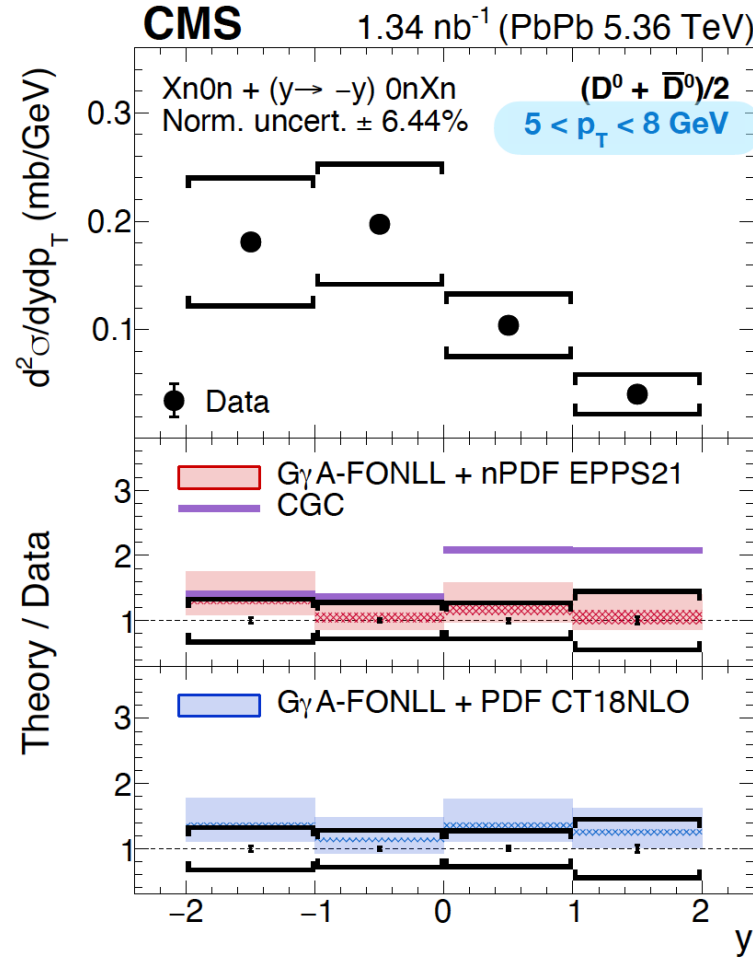 CMS 1.34 nb⁻¹ (PbPb 5.36 TeV)
Xn0n + (y→ −y) 0nXn (D⁰ + D̅⁰)/2
Norm. uncert. ± 6.44% 5 < p_T < 8 GeV
d²σ/dydp_T (mb/GeV)
0.3
0.2
0.1
Data
GγA-FONLL + nPDF EPPS21
CGC
3
2
1
Theory / Data
GγA-FONLL + PDF CT18NLO
3
2
1
−2 −1 0 1 2
y